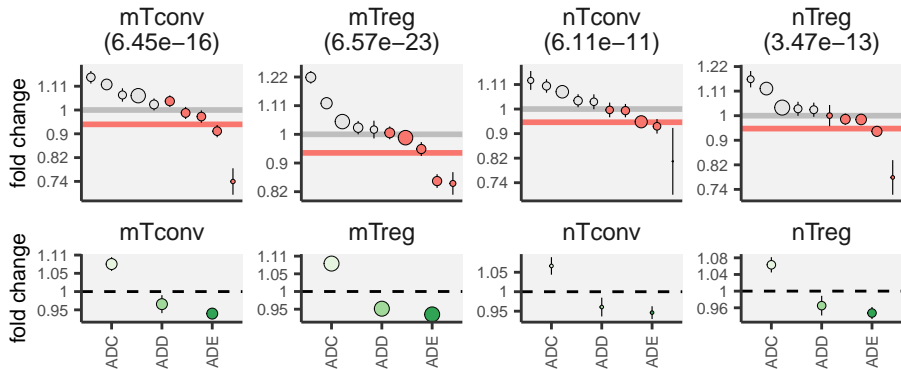 mTconv
(6.45e−16)
mTreg
(6.57e−23)
nTconv
(6.11e−11)
nTreg
(3.47e−13)
fold change
1.11
1
0.9
0.82
0.74
1.22
1.11
1
0.9
0.82
1.11
1
0.9
0.82
0.74
1.22
1.11
1
0.9
0.82
0.74
mTconv
mTreg
nTconv
nTreg
fold change
1.11
1.05
1
0.95
1.11
1.05
1
0.95
1.05
1
0.95
1.08
1.04
1
0.96
ADC
ADD
ADE
ADC
ADD
ADE
ADC
ADD
ADE
ADC
ADD
ADE